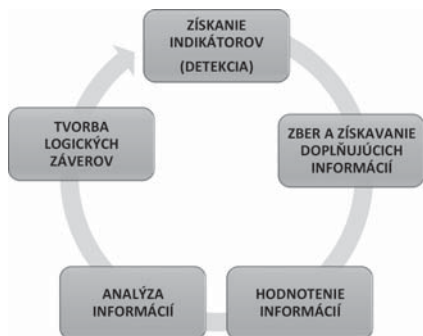 ZÍSKANIE
INDIKÁTOROV
(DETEKCIA)
ZBER A ZÍSKAVANIE
DOPLŇUJÚCICH
INFORMÁCIÍ
HODNOTENIE
INFORMÁCIÍ
ANALÝZA
INFORMÁCIÍ
TVORBA
LOGICKÝCH
ZÁVEROV